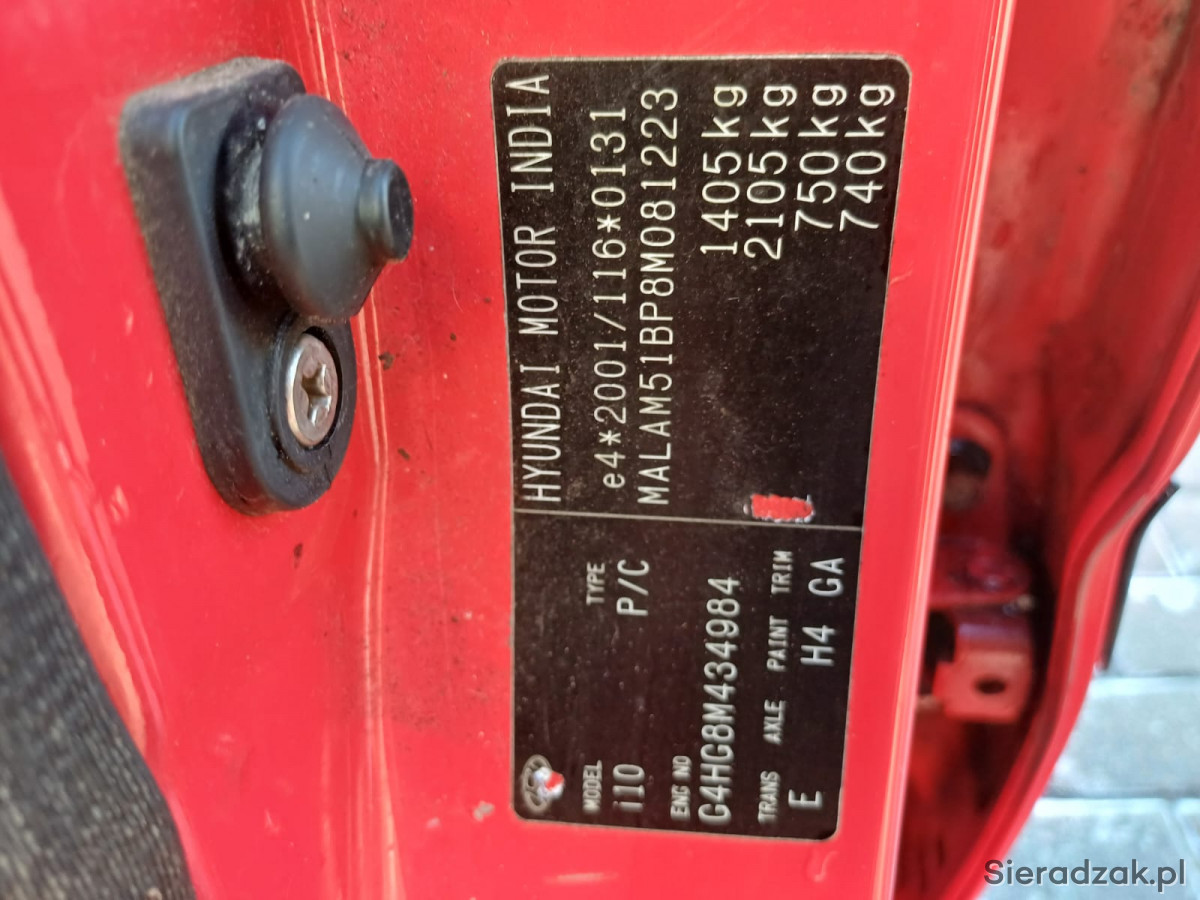 MODEL TYPE
i10 P/C
ENG NO
G4HG8M434984
TRANS AXLE PAINT TRIM
E H4 GA
HYUNDAI MOTOR INDIA
e4*2001/116*0131
MALAM51BP8M081223
1405kg
2105kg
750kg
740kg
Sieradzak.pl